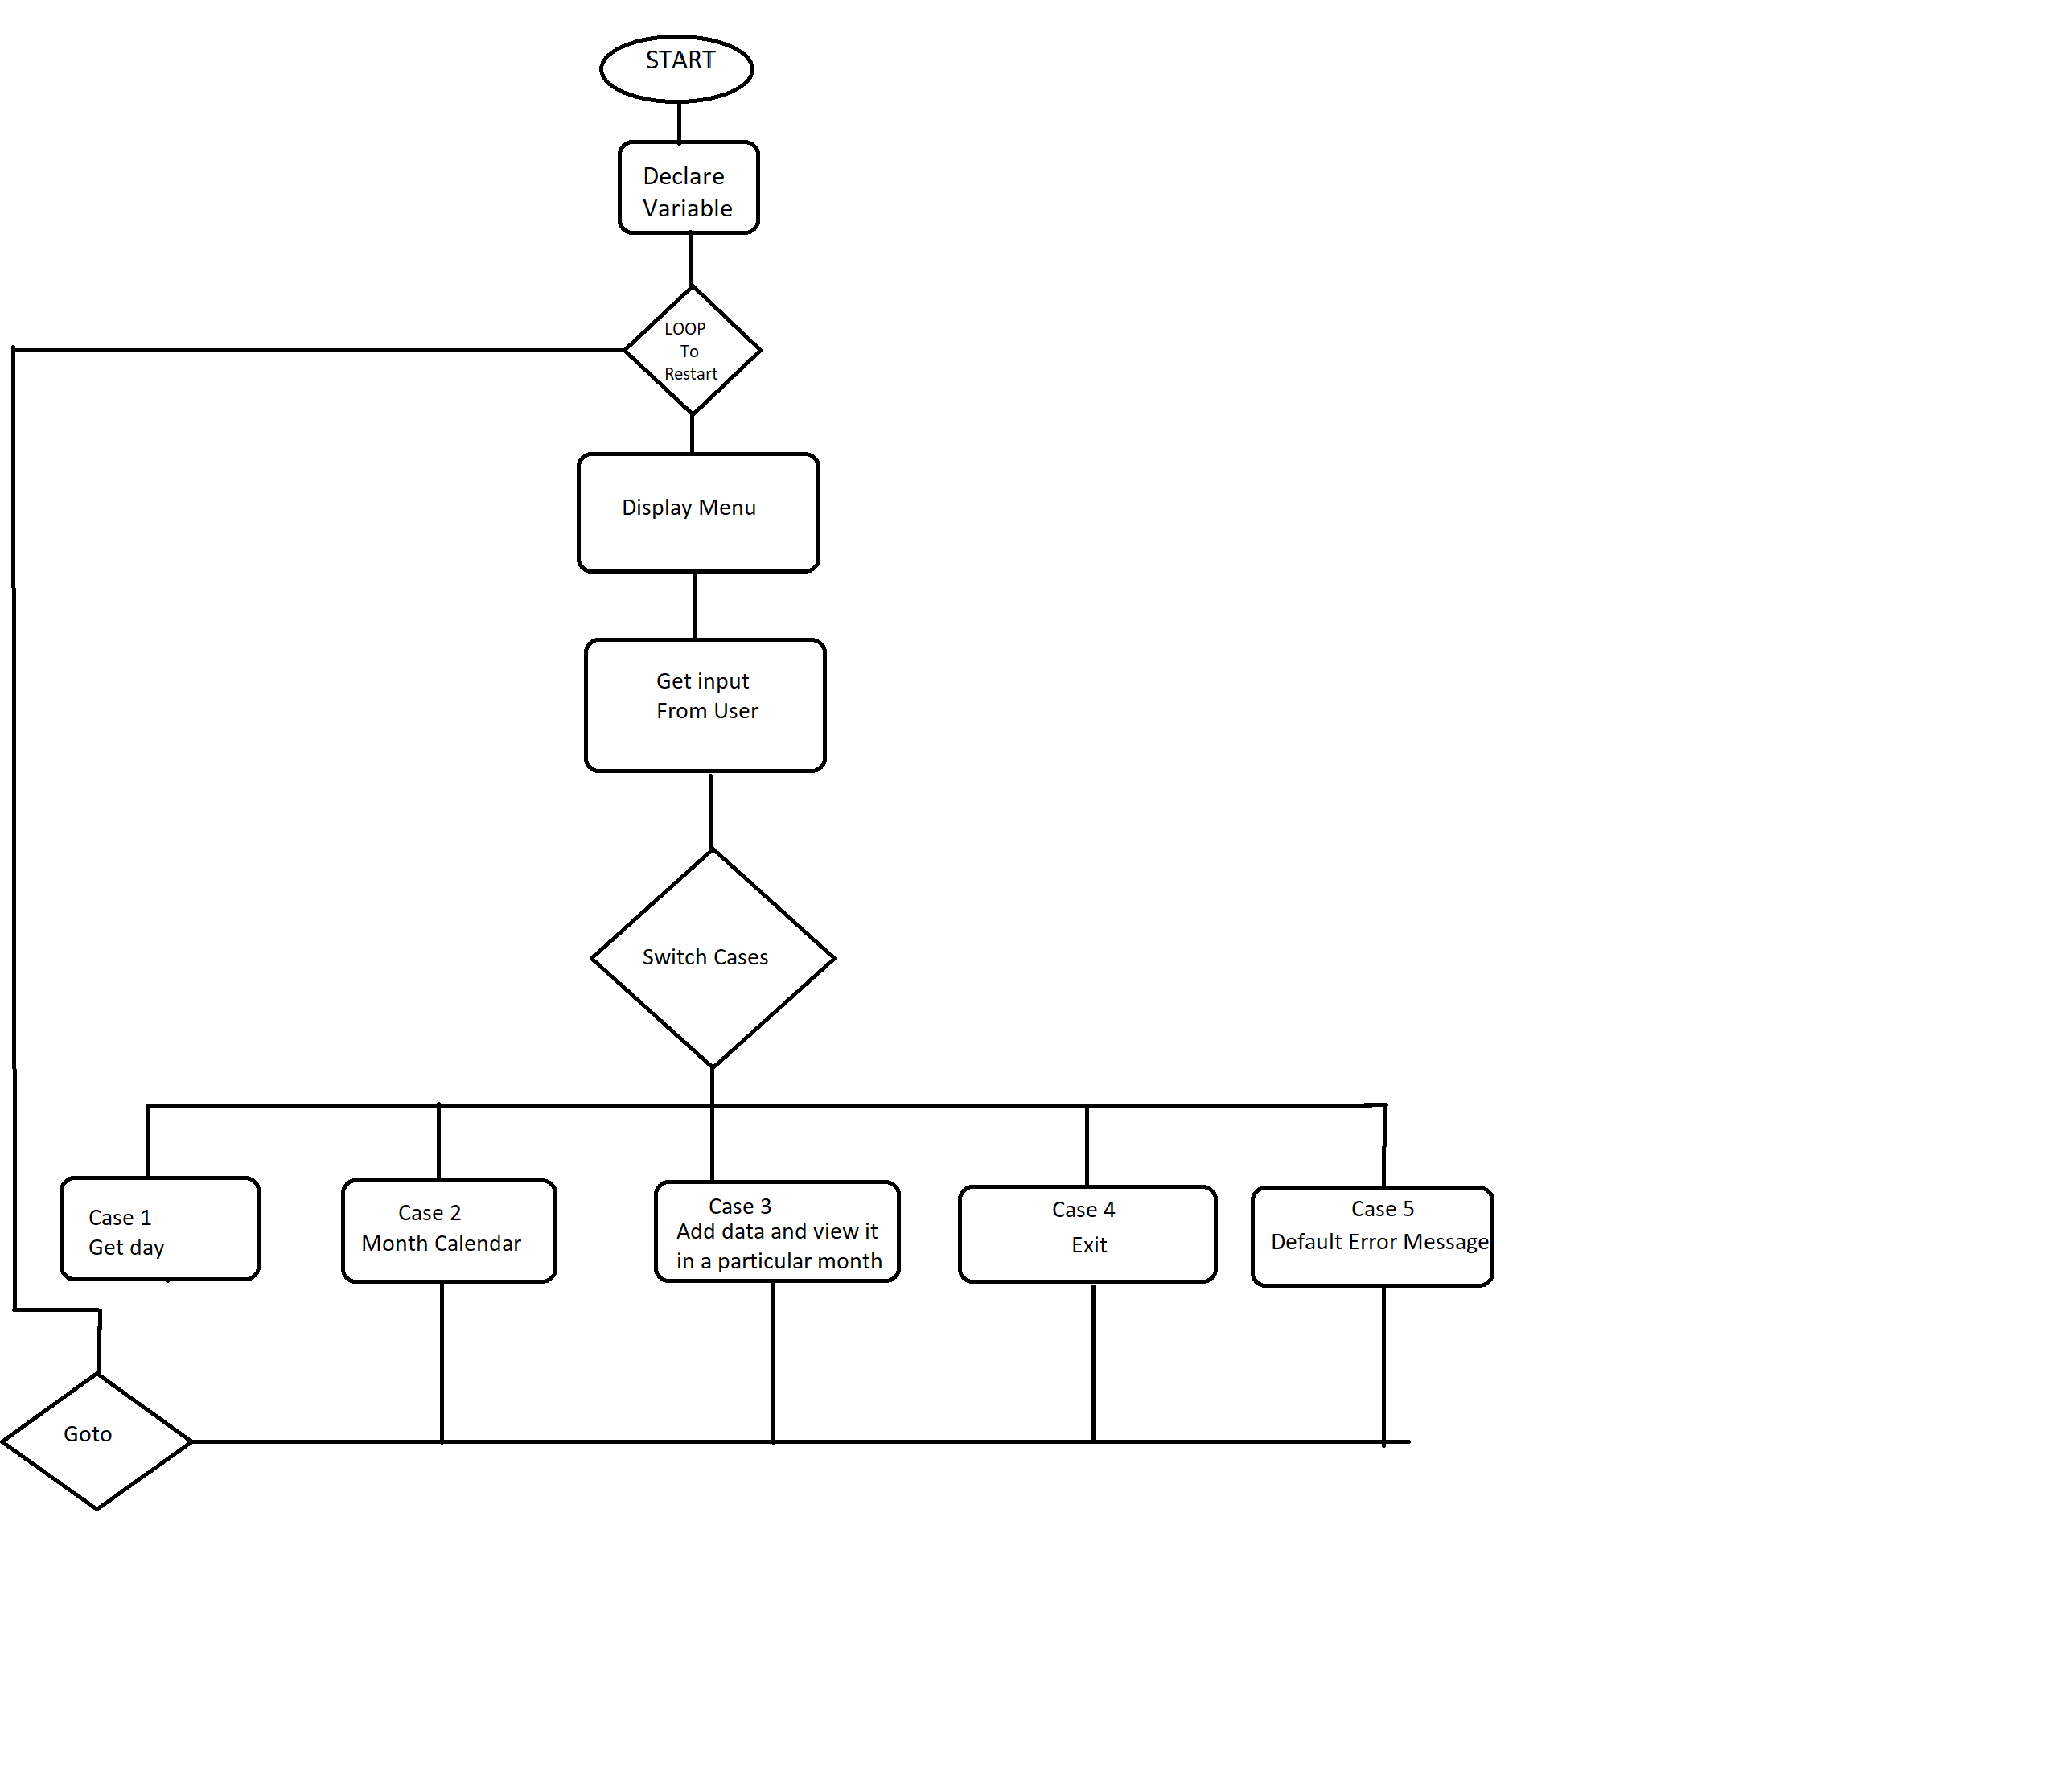 START
Declare
Variable
LOOP
To
Restart
Display Menu
Get input
From User
Switch Cases
Case 1
Get day
Case 2
Month Calendar
Case 3
Add data and view it
in a particular month
Case 4
Exit
Case 5
Default Error Message
Goto